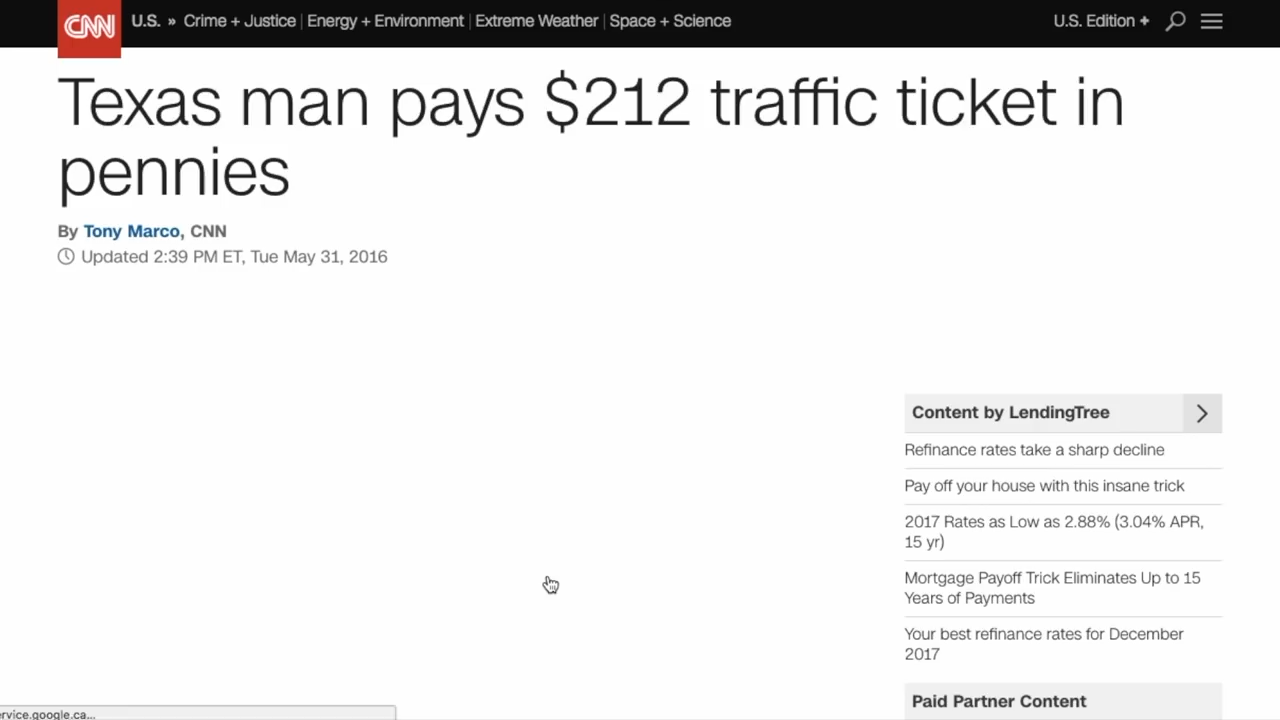 CNN U.S. » Crime + Justice | Energy + Environment | Extreme Weather | Space + Science U.S. Edition +
Texas man pays $212 traffic ticket in
pennies
By Tony Marco, CNN
Updated 2:39 PM ET, Tue May 31, 2016
Content by LendingTree
Refinance rates take a sharp decline
Pay off your house with this insane trick
2017 Rates as Low as 2.88% (3.04% APR,
15 yr)
Mortgage Payoff Trick Eliminates Up to 15
Years of Payments
Your best refinance rates for December
2017
Paid Partner Content
ervice.google.ca...